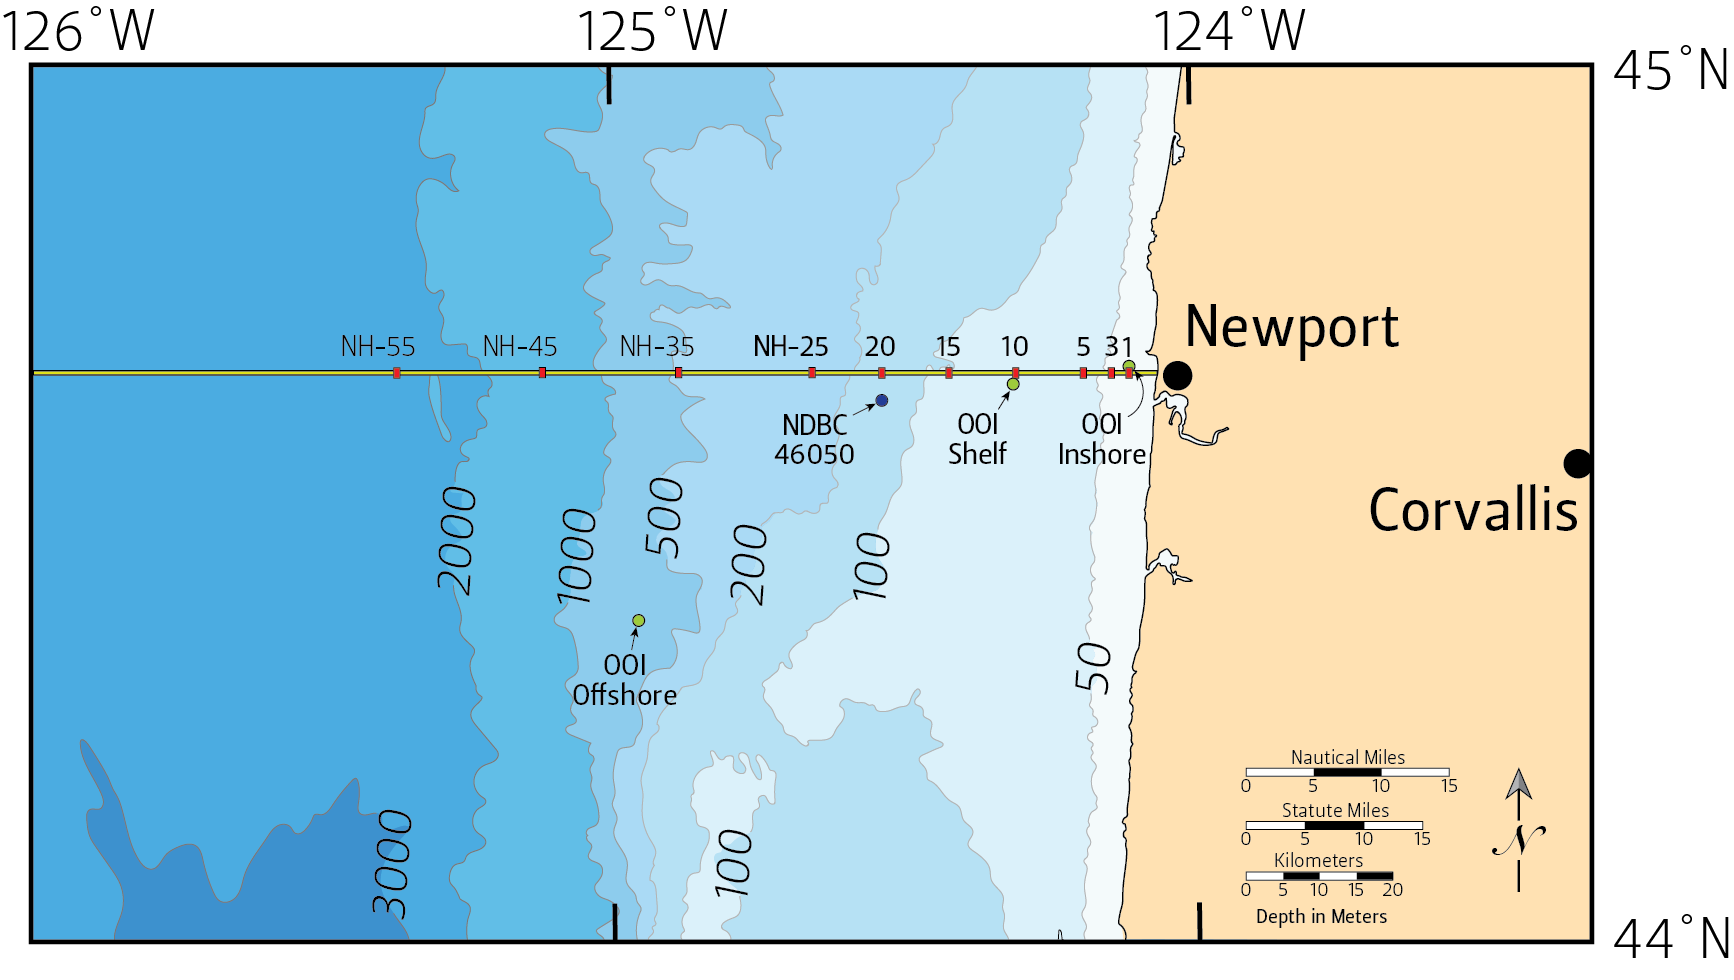 126°W
125°W
124°W
45°N
Newport
NH-55
NH-45
NH-35
NH-25
20
15
10
5
3
1
NDBC
46050
OOI
Shelf
OOI
Inshore
Corvallis
2000
1000
500
200
100
OOI
Offshore
50
3000
100
Nautical Miles
0 5 10 15
Statute Miles
0 5 10 15
Kilometers
0 5 10 15 20
Depth in Meters
N
44°N